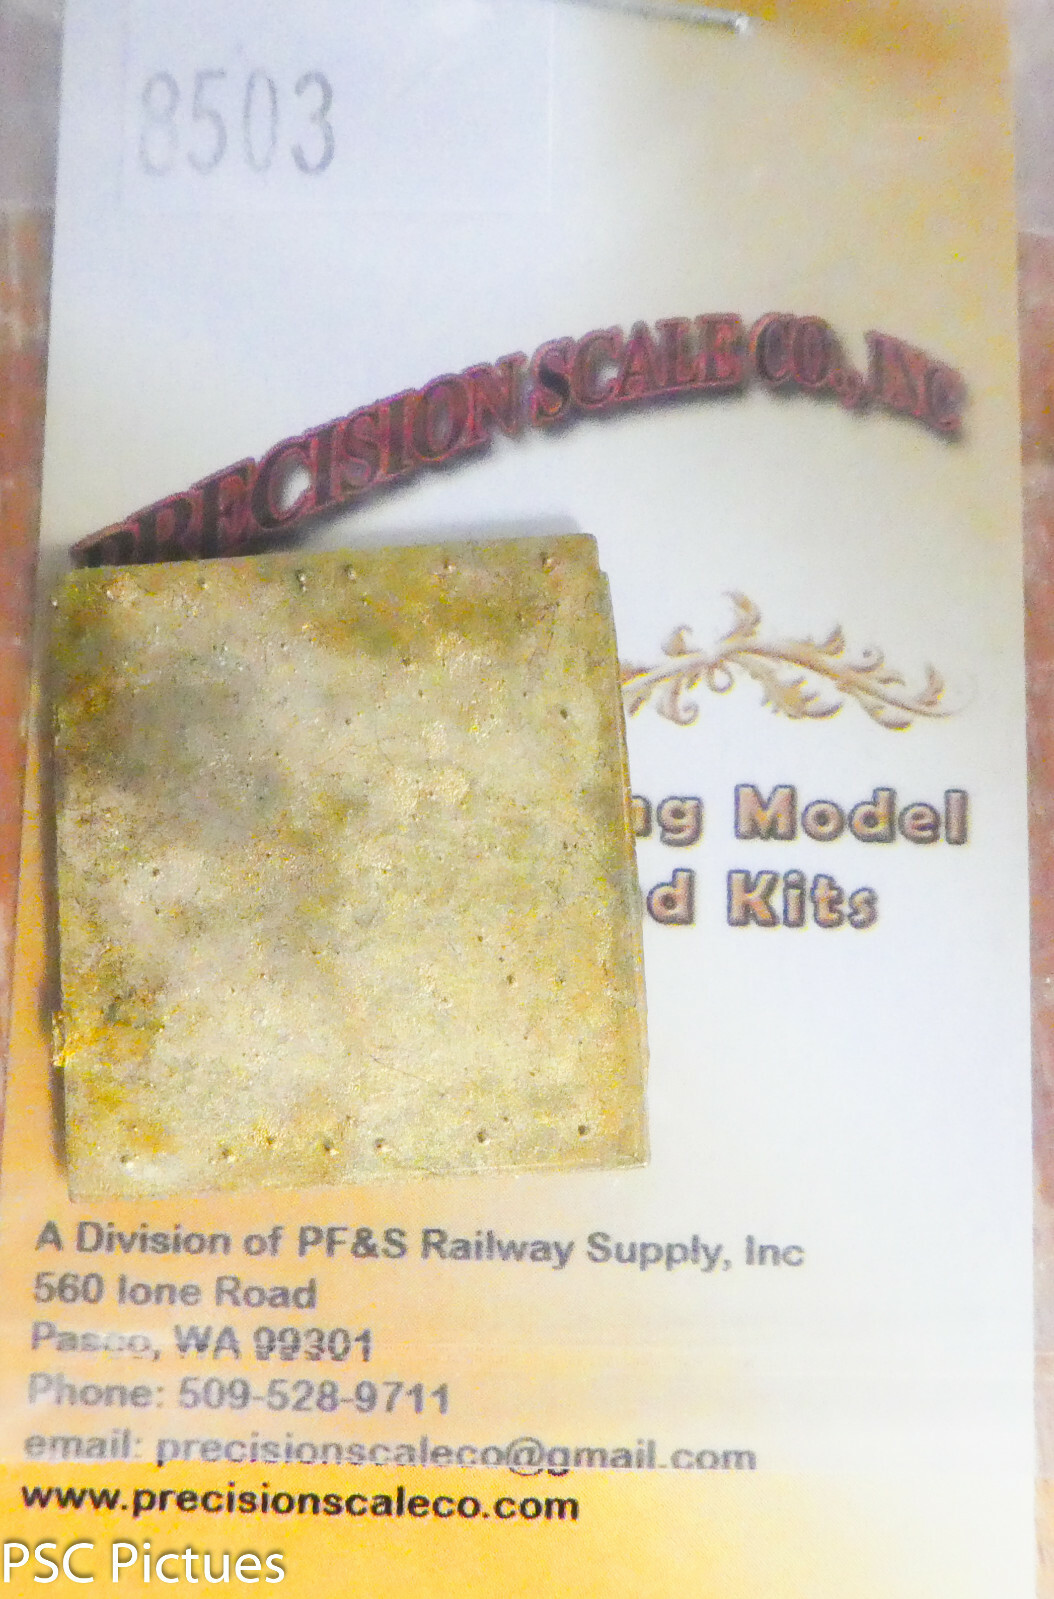 8503
PRECISION SCALE CO., INC
ng Model
d Kits
A Division of PF&S Railway Supply, Inc
560 Ione Road
Pasco, WA 99301
Phone: 509-528-9711
email: precisionscaleco@gmail.com
www.precisionscaleco.com
PSC Pictues